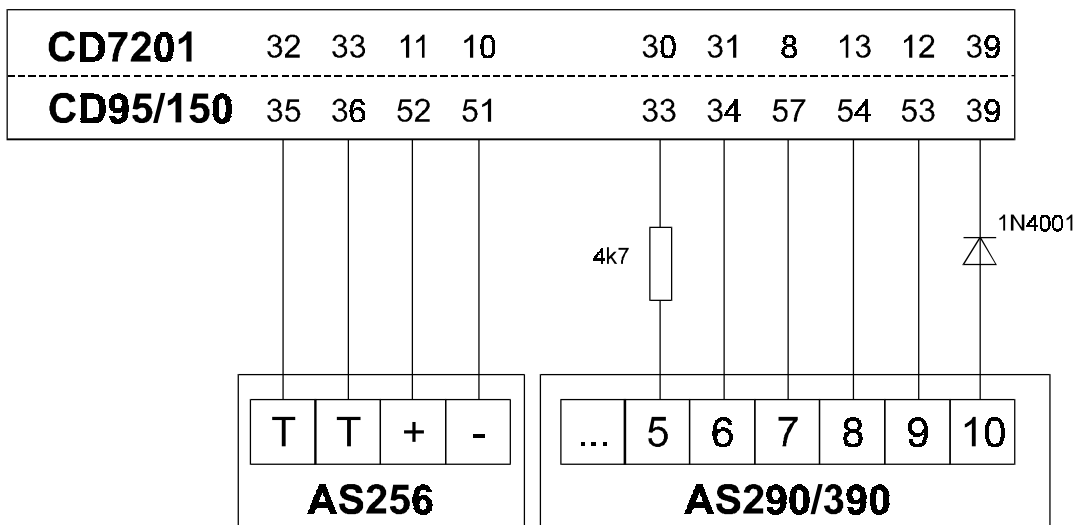 CD7201 32 33 11 10 30 31 8 13 12 39
CD95/150 35 36 52 51 33 34 57 54 53 39
1N4001
4k7
T T + - ... 5 6 7 8 9 10
AS256 AS290/390